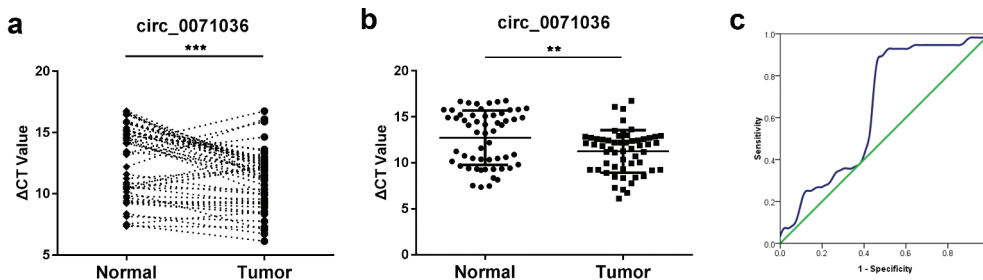 a
circ_0071036
***
ΔCT Value
20
15
10
5
Normal
Tumor
b
circ_0071036
**
ΔCT Value
20
15
10
5
0
Normal
Tumor
c
Sensitivity
1.0
0.8
0.6
0.4
0.2
0.0
0.0 0.2 0.4 0.6 0.8 1.0
1 - Specificity